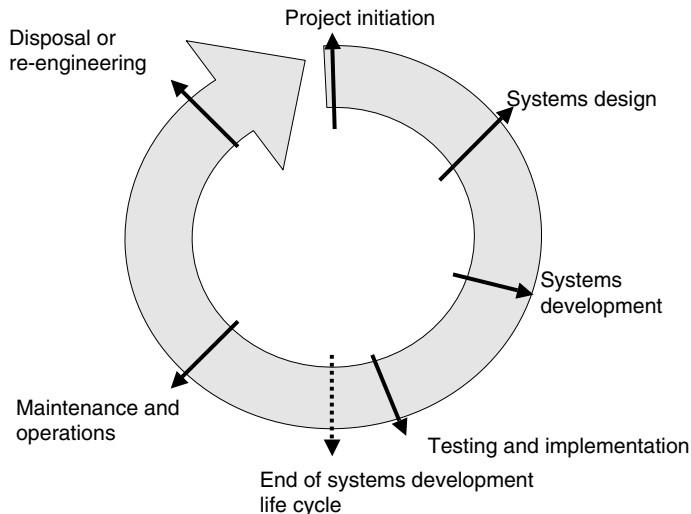 Project initiation
Disposal or
re-engineering
Systems design
Systems
development
Maintenance and
operations
Testing and implementation
End of systems development
life cycle